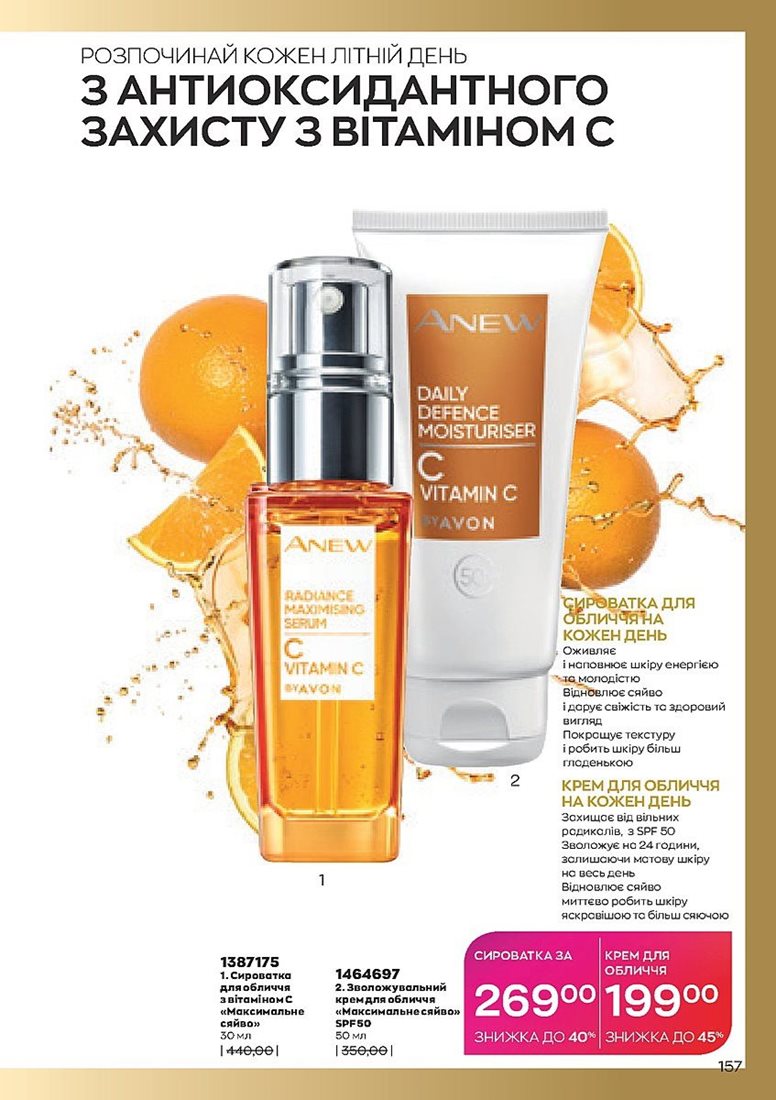 РОЗПОЧИНАЙ КОЖЕН ЛІТНІЙ ДЕНЬ
З АНТИОКСИДАНТНОГО
ЗАХИСТУ З ВІТАМІНОМ С
ANEW
DAILY
DEFENCE
MOISTURISER
C
VITAMIN C
BY AVON
50
ANEW
RADIANCE
MAXIMISING
SERUM
C
VITAMIN C
BY AVON
1
2
СИРОВАТКА ДЛЯ
ОБЛИЧЧЯ НА
КОЖЕН ДЕНЬ
Оживляє
і наповнює шкіру енергією
та молодістю
Відновлює сяйво
і дарує свіжість та здоровий
вигляд
Покращує текстуру
і робить шкіру більш
гладенькою
КРЕМ ДЛЯ ОБЛИЧЧЯ
НА КОЖЕН ДЕНЬ
Захищає від вільних
радикалів, з SPF 50
Зволожує на 24 години,
залишаючи матову шкіру
на весь день
Відновлює сяйво
миттєво робить шкіру
яскравішою та більш сяючою
1387175
1. Сироватка
для обличчя
з вітаміном С
«Максимальне
сяйво»
30 мл
| 440,00 |
1464697
2. Зволожувальний
крем для обличчя
«Максимальне сяйво»
SPF50
50 мл
| 350,00 |
СИРОВАТКА ЗА
26900
ЗНИЖКА ДО 40%
КРЕМ ДЛЯ
ОБЛИЧЧЯ
19900
ЗНИЖКА ДО 45%
157